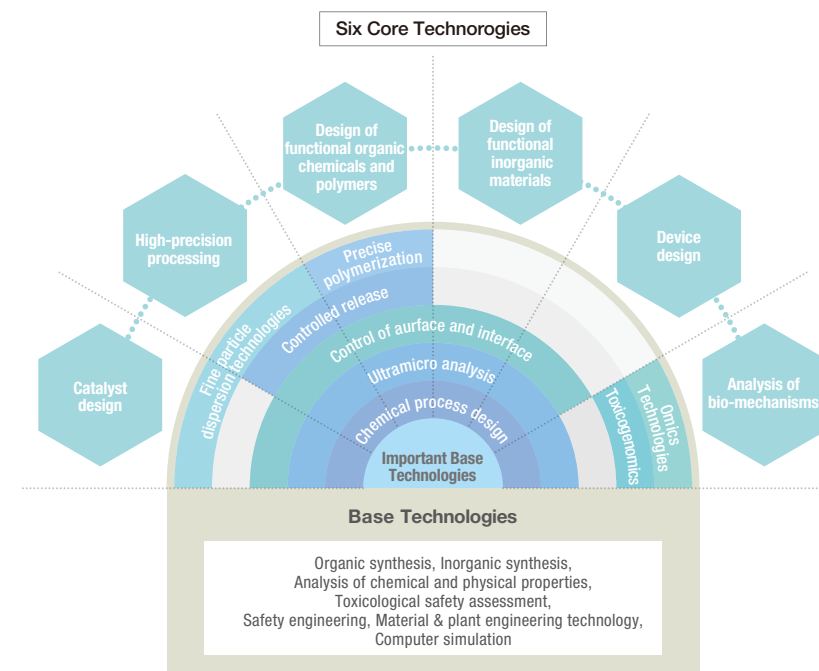 Six Core Technorogies
Design of
functional organic
chemicals and
polymers
Design of
functional
inorganic
materials
High-precision
processing
Device
design
Catalyst
design
Analysis of
bio-mechanisms
Precise
polymerization
Controlled release
Fine particle
dispersion technologies
Control of aurface and interface
Ultramicro analysis
Chemical process design
Toxicogenomics
Omics
Technologies
Important Base
Technologies
Base Technologies
Organic synthesis, Inorganic synthesis,
Analysis of chemical and physical properties,
Toxicological safety assessment,
Safety engineering, Material & plant engineering technology,
Computer simulation